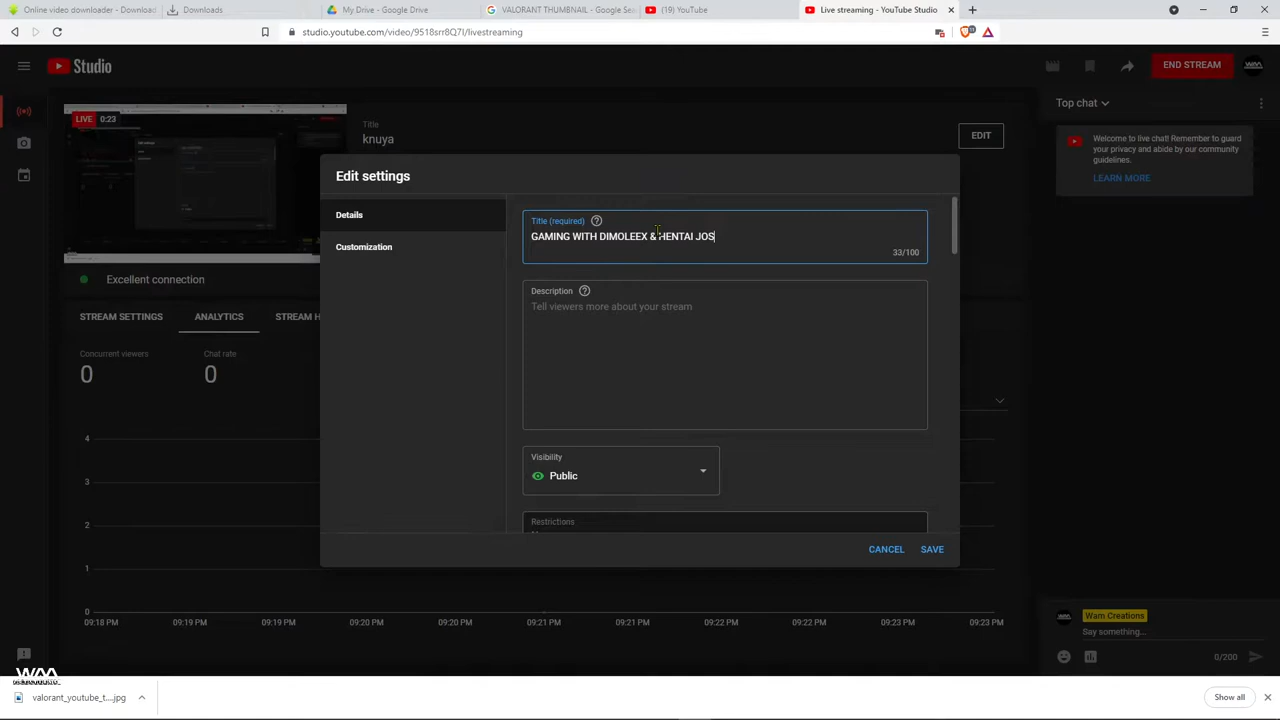 Online video downloader - Downloac
Downloads
My Drive - Google Drive
VALORANT THUMBNAIL - Google Sea
(19) YouTube
Live streaming - YouTube Studio
studio.youtube.com/video/9518srr8Q7I/livestreaming
Studio
END STREAM
LIVE 0:23
Title
knuya
EDIT
Top chat
Welcome to live chat! Remember to guard
your privacy and abide by our community
guidelines.
LEARN MORE
Edit settings
Details
Customization
Title (required)
GAMING WITH DIMOLEEX & HENTAI JOS
33/100
Description
Tell viewers more about your stream
Visibility
Public
Restrictions
CANCEL
SAVE
Excellent connection
STREAM SETTINGS
ANALYTICS
STREAM H
Concurrent viewers
0
Chat rate
0
4
3
2
1
0
09:18 PM
09:19 PM
09:19 PM
09:20 PM
09:20 PM
09:21 PM
09:21 PM
09:22 PM
09:22 PM
09:23 PM
09:23 PM
Wam Creations
Say something...
0/200
valorant_youtube_t....jpg
Show all